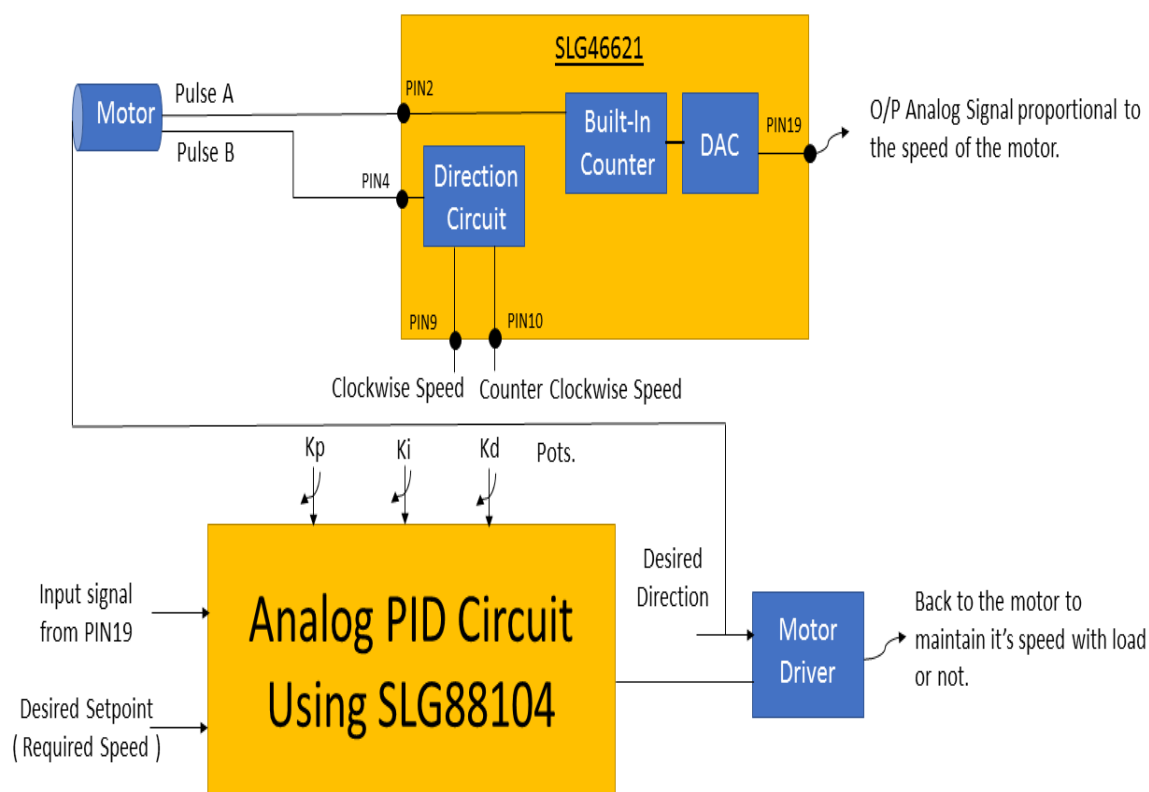 SLG46621
Motor
Pulse A
Pulse B
PIN2
PIN4
Built-In
Counter
DAC
PIN19
O/P Analog Signal proportional to
the speed of the motor.
Direction
Circuit
PIN9
PIN10
Clockwise Speed
Counter Clockwise Speed
Kp
Ki
Kd
Pots.
Input signal
from PIN19
Desired Setpoint
( Required Speed )
Analog PID Circuit
Using SLG88104
Desired
Direction
Motor
Driver
Back to the motor to
maintain it's speed with load
or not.